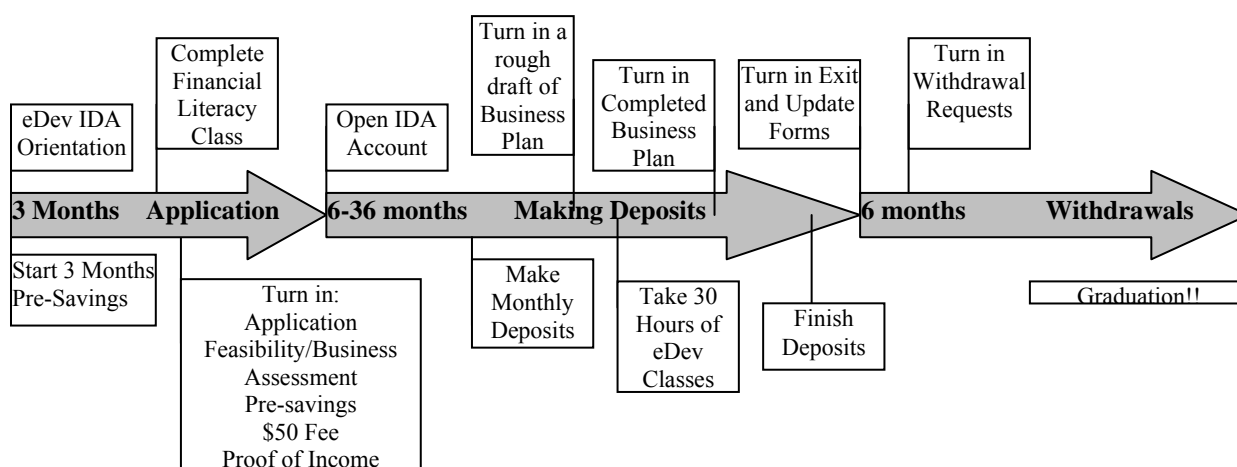 eDev IDA
Orientation
Complete
Financial
Literacy
Class
Open IDA
Account
Turn in a
rough
draft of
Business
Plan
Turn in
Completed
Business
Plan
Turn in Exit
and Update
Forms
Turn in
Withdrawal
Requests
3 Months Application
6-36 months Making Deposits
6 months Withdrawals
Start 3 Months
Pre-Savings
Turn in:
Application
Feasibility/Business
Assessment
Pre-savings
$50 Fee
Proof of Income
Make
Monthly
Deposits
Take 30
Hours of
eDev
Classes
Finish
Deposits
Graduation!!